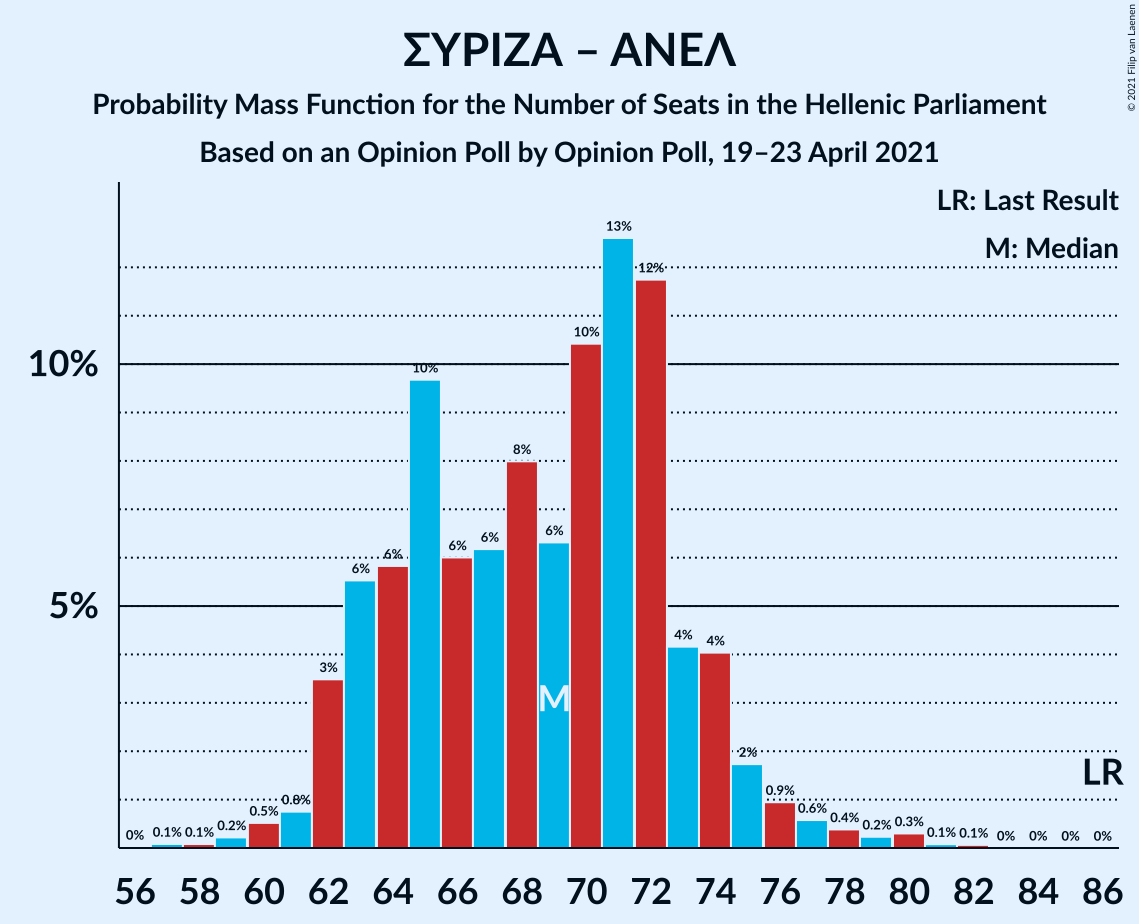 ΣΥΡΙΖΑ – ΑΝΕΛ
Probability Mass Function for the Number of Seats in the Hellenic Parliament
Based on an Opinion Poll by Opinion Poll, 19–23 April 2021
© 2021 Filip van Laenen
LR: Last Result
M: Median
10%
5%
0% 0.1% 0.1% 0.2% 0.5% 0.8% 3% 6% 6% 10% 6% 6% 8% 6% 10% 13% 12% 4% 4% 2% 0.9% 0.6% 0.4% 0.2% 0.3% 0.1% 0.1% 0% 0% 0% 0%
M
LR
56 58 60 62 64 66 68 70 72 74 76 78 80 82 84 86